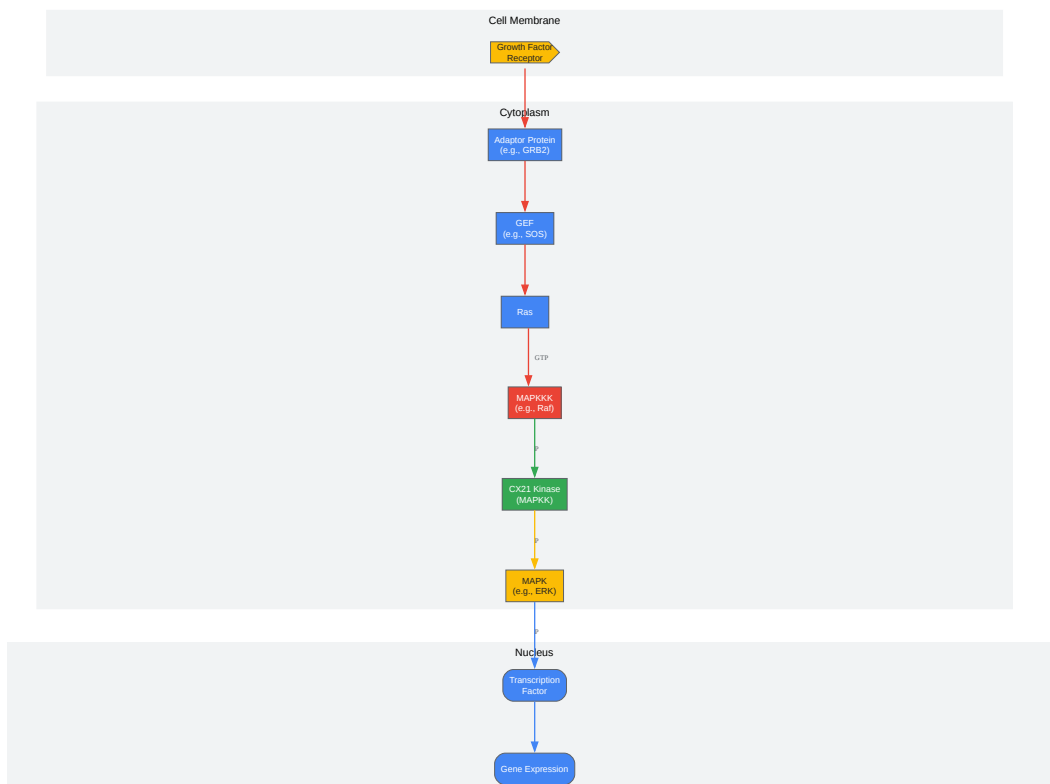 Cell Membrane
Growth Factor
Receptor
Cytoplasm
Adaptor Protein
(e.g., GRB2)
GEF
(e.g., SOS)
Ras
GTP
MAPKKK
(e.g., Raf)
P
CX21 Kinase
(MAPKK)
P
MAPK
(e.g., ERK)
P
Nucleus
Transcription
Factor
Gene Expression